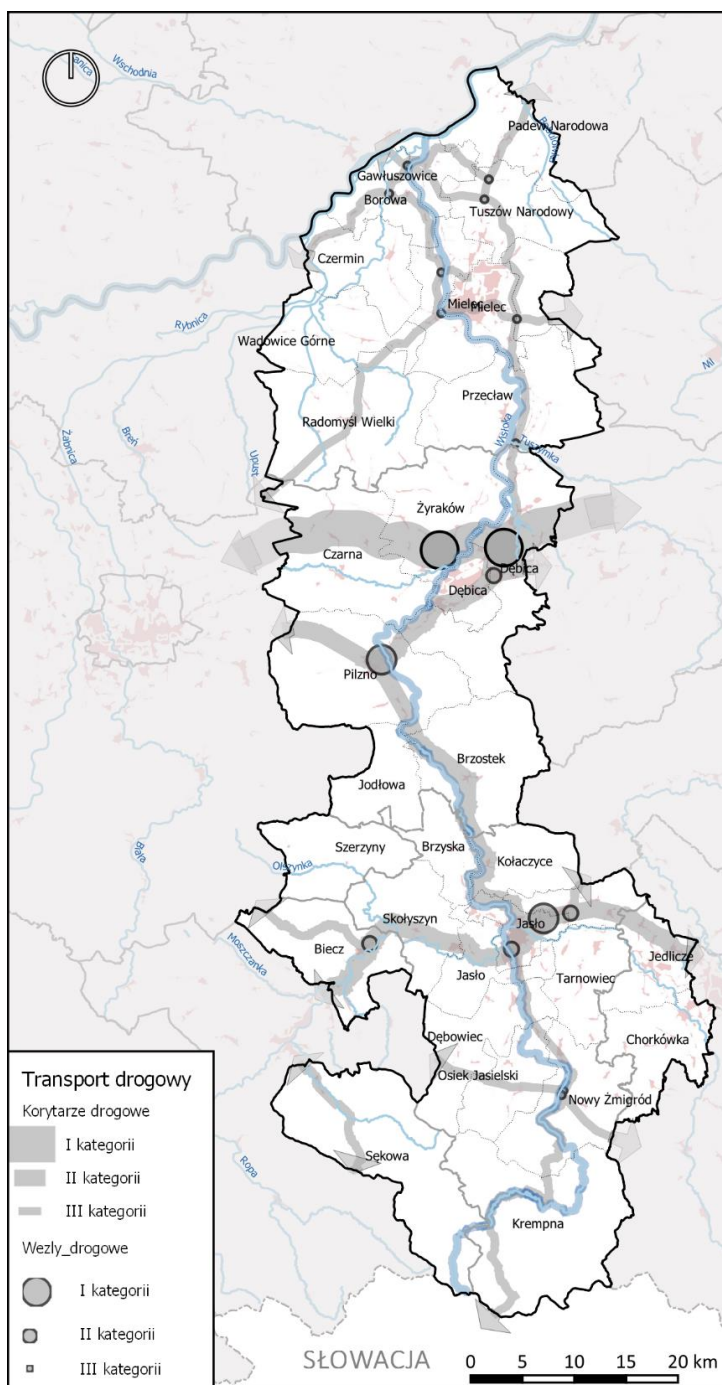 Wschodnia
Padew Narodowa
Gawłuszowice
Borowa
Tuszów Narodowy
Czermin
Mielec
Mielec
Rybnica
Wadowice Górne
Przecław
Radomyśl Wielki
Żabnica
Breń
Upust
Wisłoka
Tuszymka
Żyraków
Czarna
Dębica
Dębica
Pilzno
Brzostek
Jodłowa
Szerzyny
Brzyska
Kołaczyce
Biała
Olszynka
Skołyszyn
Jasło
Moszczanka
Biecz
Jasło
Tarnowiec
Jedlicze
Dębowiec
Chorkówka
Osiek Jasielski
Nowy Żmigród
Sękowa
Ropa
Krempna
Transport drogowy
Korytarze drogowe
I kategorii
II kategorii
III kategorii
Wezly_drogowe
I kategorii
II kategorii
III kategorii
SŁOWACJA
0 5 10 15 20 km